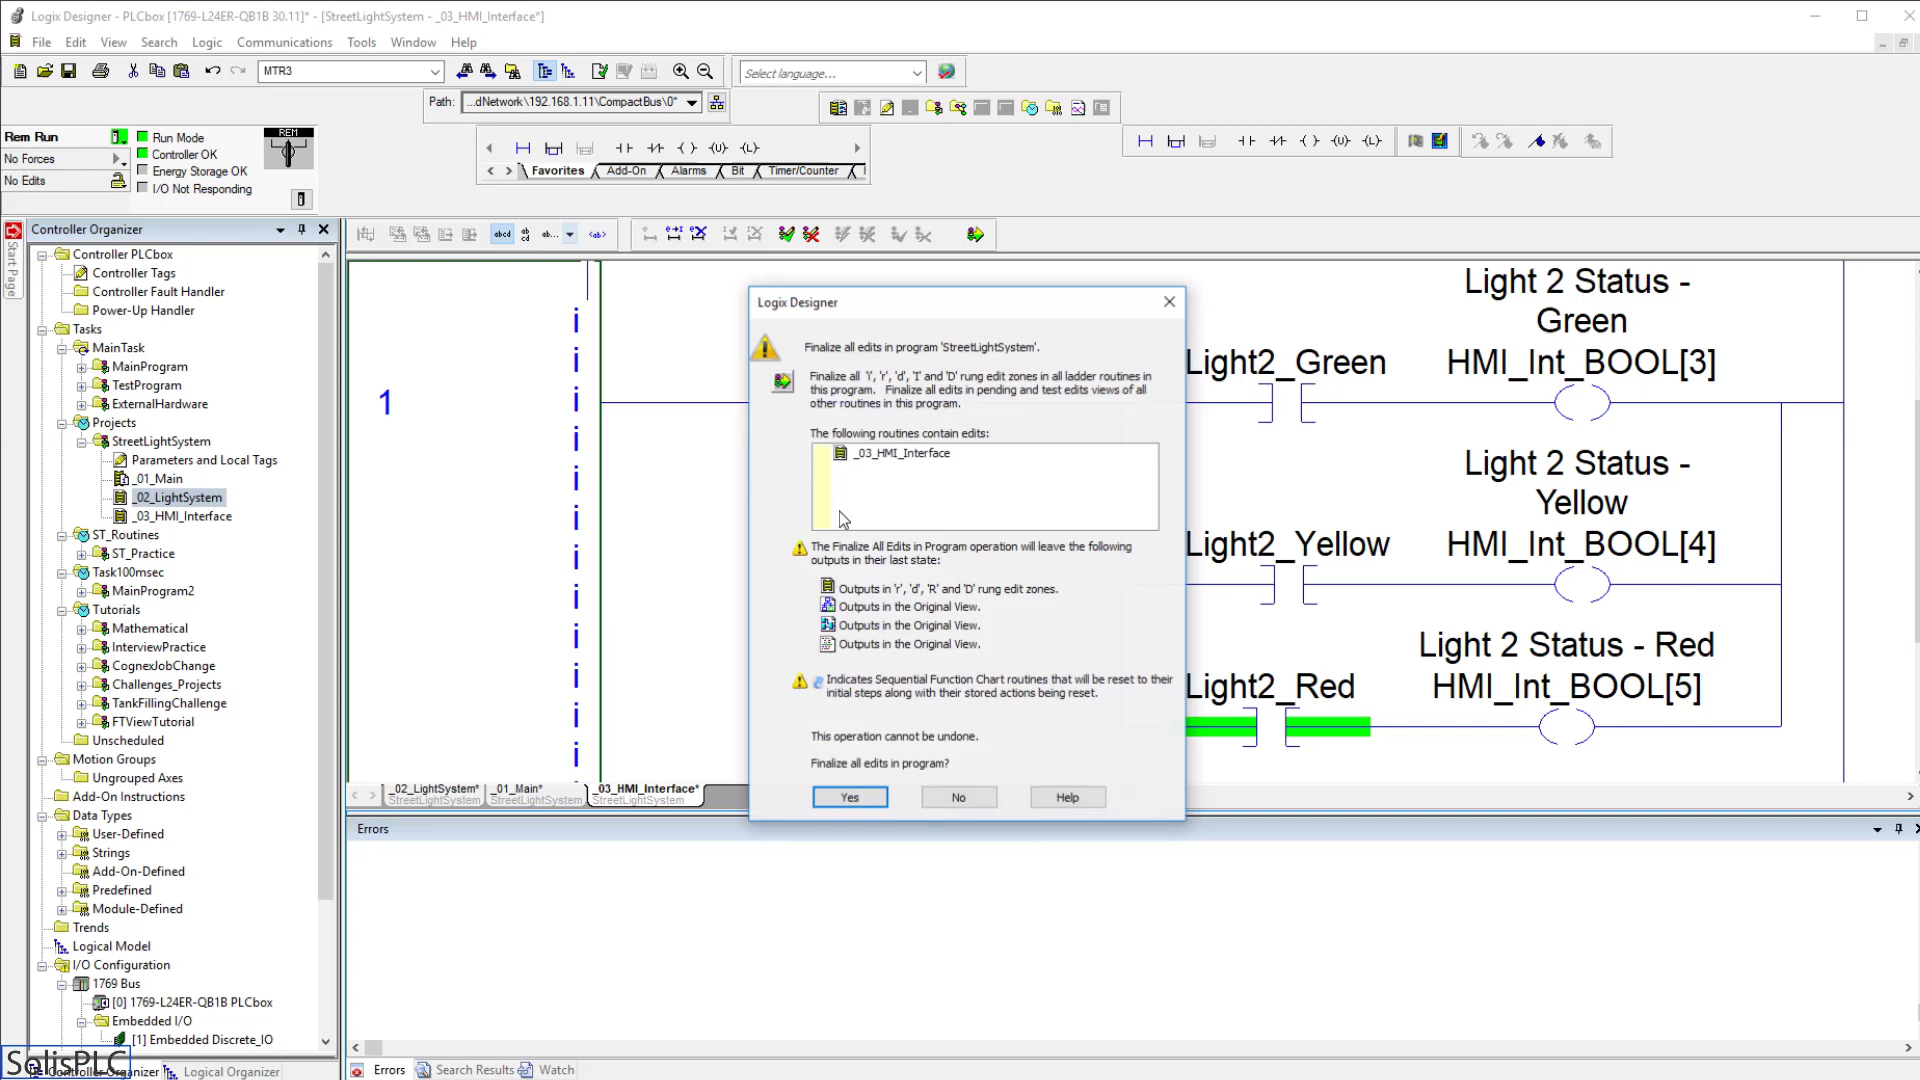 Logix Designer - PLCbox [1769-L24ER-QB1B 30.11]* - [StreetLightSystem - _03_HMI_Interface*]
File Edit View Search Logic Communications Tools Window Help
MTR3
Select language...
Path: ...dNetwork\192.168.1.11\CompactBus\0*
Rem Run
No Forces
No Edits
Run Mode
Controller OK
Energy Storage OK
I/O Not Responding
REM
Favorites Add-On Alarms Bit Timer/Counter
Start Page
Controller Organizer
Controller PLCbox
Controller Tags
Controller Fault Handler
Power-Up Handler
Tasks
MainTask
MainProgram
TestProgram
ExternalHardware
Projects
StreetLightSystem
Parameters and Local Tags
_01_Main
_02_LightSystem
_03_HMI_Interface
ST_Routines
ST_Practice
Task100msec
MainProgram2
Tutorials
Mathematical
InterviewPractice
CognexJobChange
Challenges_Projects
TankFillingChallenge
FTViewTutorial
Unscheduled
Motion Groups
Ungrouped Axes
Add-On Instructions
Data Types
User-Defined
Strings
Add-On-Defined
Predefined
Module-Defined
Trends
Logical Model
I/O Configuration
1769 Bus
[0] 1769-L24ER-QB1B PLCbox
Embedded I/O
[1] Embedded Discrete_IO
SolisPLC
Controller Organizer Logical Organizer
1
i
i
i
i
i
i
i
i
i
i
i
i
Light 2 Status -
Green
Light2_Green HMI_Int_BOOL[3]
Light 2 Status -
Yellow
Light2_Yellow HMI_Int_BOOL[4]
Light 2 Status - Red
Light2_Red HMI_Int_BOOL[5]
Logix Designer
Finalize all edits in program 'StreetLightSystem'.
Finalize all 'i', 'r', 'd', 'I' and 'D' rung edit zones in all ladder routines in
this program. Finalize all edits in pending and test edits views of all
other routines in this program.
The following routines contain edits:
_03_HMI_Interface
The Finalize All Edits in Program operation will leave the following
outputs in their last state:
Outputs in 'r', 'd', 'R' and 'D' rung edit zones.
Outputs in the Original View.
Outputs in the Original View.
Outputs in the Original View.
Indicates Sequential Function Chart routines that will be reset to their
initial steps along with their stored actions being reset.
This operation cannot be undone.
Finalize all edits in program?
Yes No Help
_02_LightSystem* _01_Main* _03_HMI_Interface*
StreetLightSystem StreetLightSystem StreetLightSystem
Errors
Errors Search Results Watch